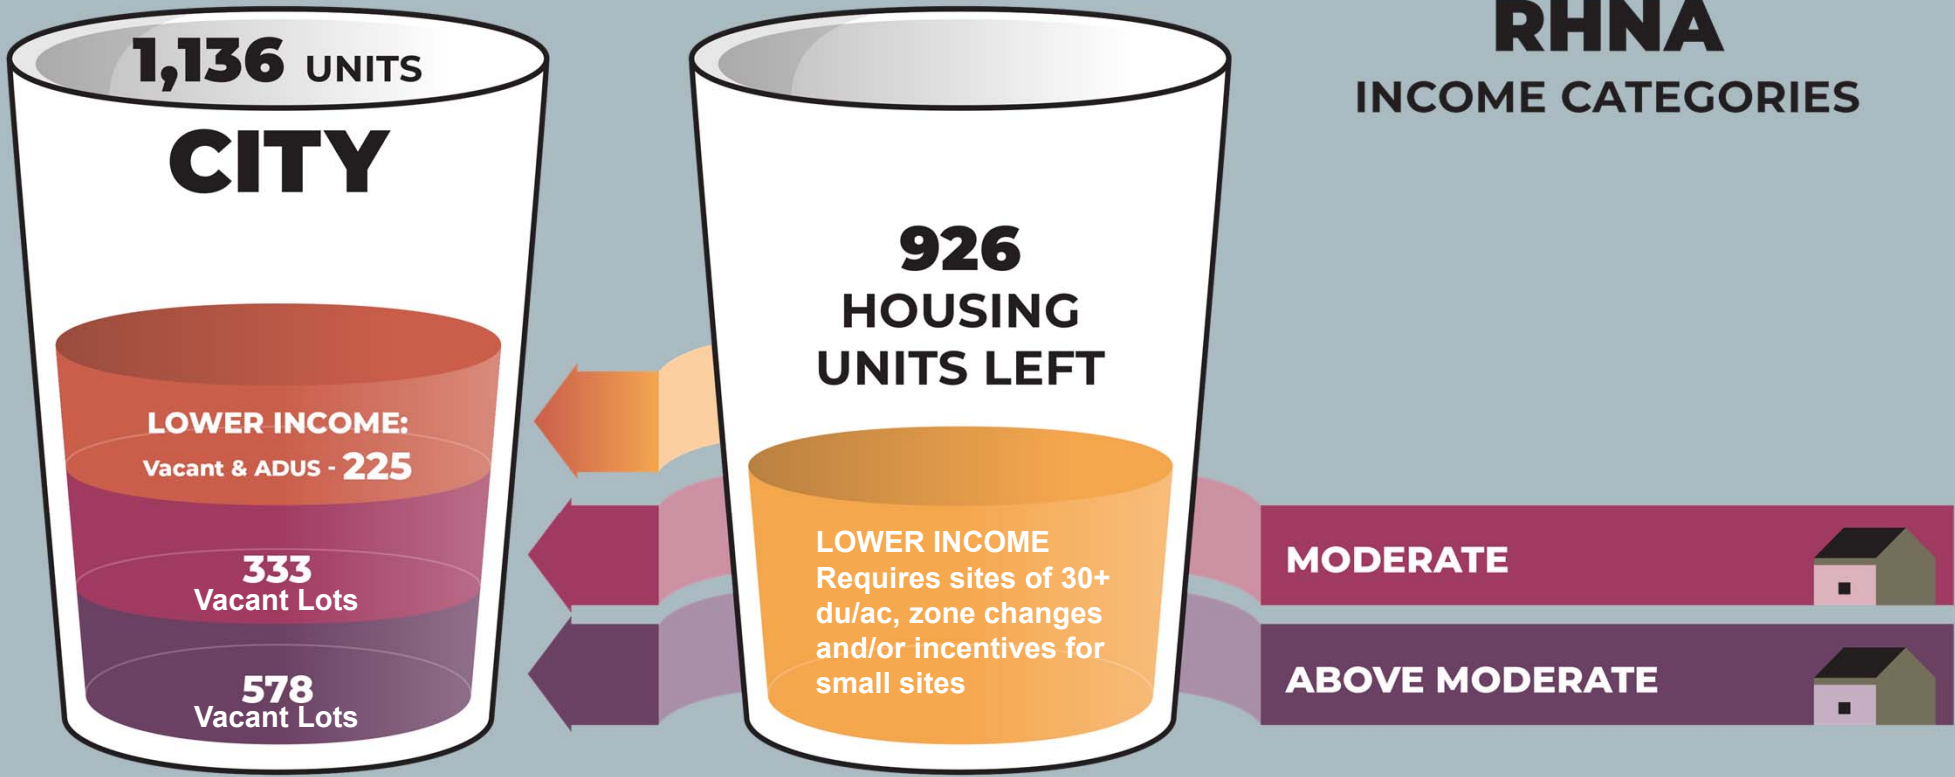 1,136 UNITS
CITY
LOWER INCOME:
Vacant & ADUS - 225
333
Vacant Lots
578
Vacant Lots
926
HOUSING
UNITS LEFT
LOWER INCOME
Requires sites of 30+
du/ac, zone changes
and/or incentives for
small sites
RHNA
INCOME CATEGORIES
MODERATE
ABOVE MODERATE